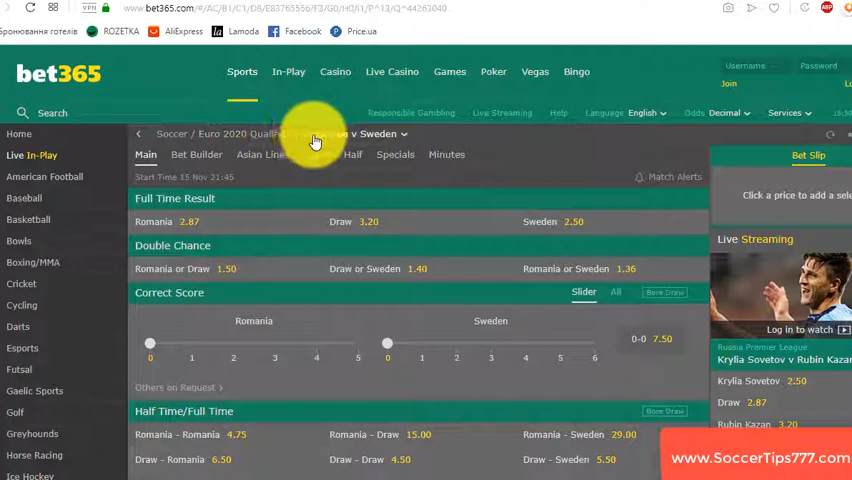 VPN www.bet365.com/#/AC/B1/C1/D8/E83765556/F3/G0/H0/I1/P^13/Q^44263040
ABP
бронювання готелів ROZETKA AliExpress la Lamoda Facebook Price.ua
bet365
Sports In-Play Casino Live Casino Games Poker Vegas Bingo
Username Password
Join
Search
Responsible Gambling Live Streaming Help Language English Odds Decimal Services
Home
Soccer / Euro 2020 v Sweden
Live In-Play
Main Bet Builder Asian Half Specials Minutes
Bet Slip
American Football
Start Time 15 Nov 21:45
Match Alerts
Baseball
Full Time Result
Click a price to add a
Basketball
Romania 2.87 Draw 3.20 Sweden 2.50
Bowls
Double Chance
Live Streaming
Boxing/MMA
Romania or Draw 1.50 Draw or Sweden 1.40 Romania or Sweden 1.36
Cricket
Correct Score
Slider All Bore Draw
Cycling
Romania Sweden
Darts
0-0 7.50
Log in to watch
Esports
0 1 2 3 4 5 0 1 2 3 4 5 6
Russia Premier League
Krylia Sovetov v Rubin Kazan
Futsal
Others on Request
Krylia Sovetov 2.50
Gaelic Sports
Draw 2.87
Golf
Half Time/Full Time
Bore Draw
Rubin Kazan 3.20
Greyhounds
Romania - Romania 4.75 Romania - Draw 15.00 Romania - Sweden 29.00
Horse Racing
Draw - Romania 6.50 Draw - Draw 4.50 Draw - Sweden 5.50
www.SoccerTips777.com
Ice Hockey